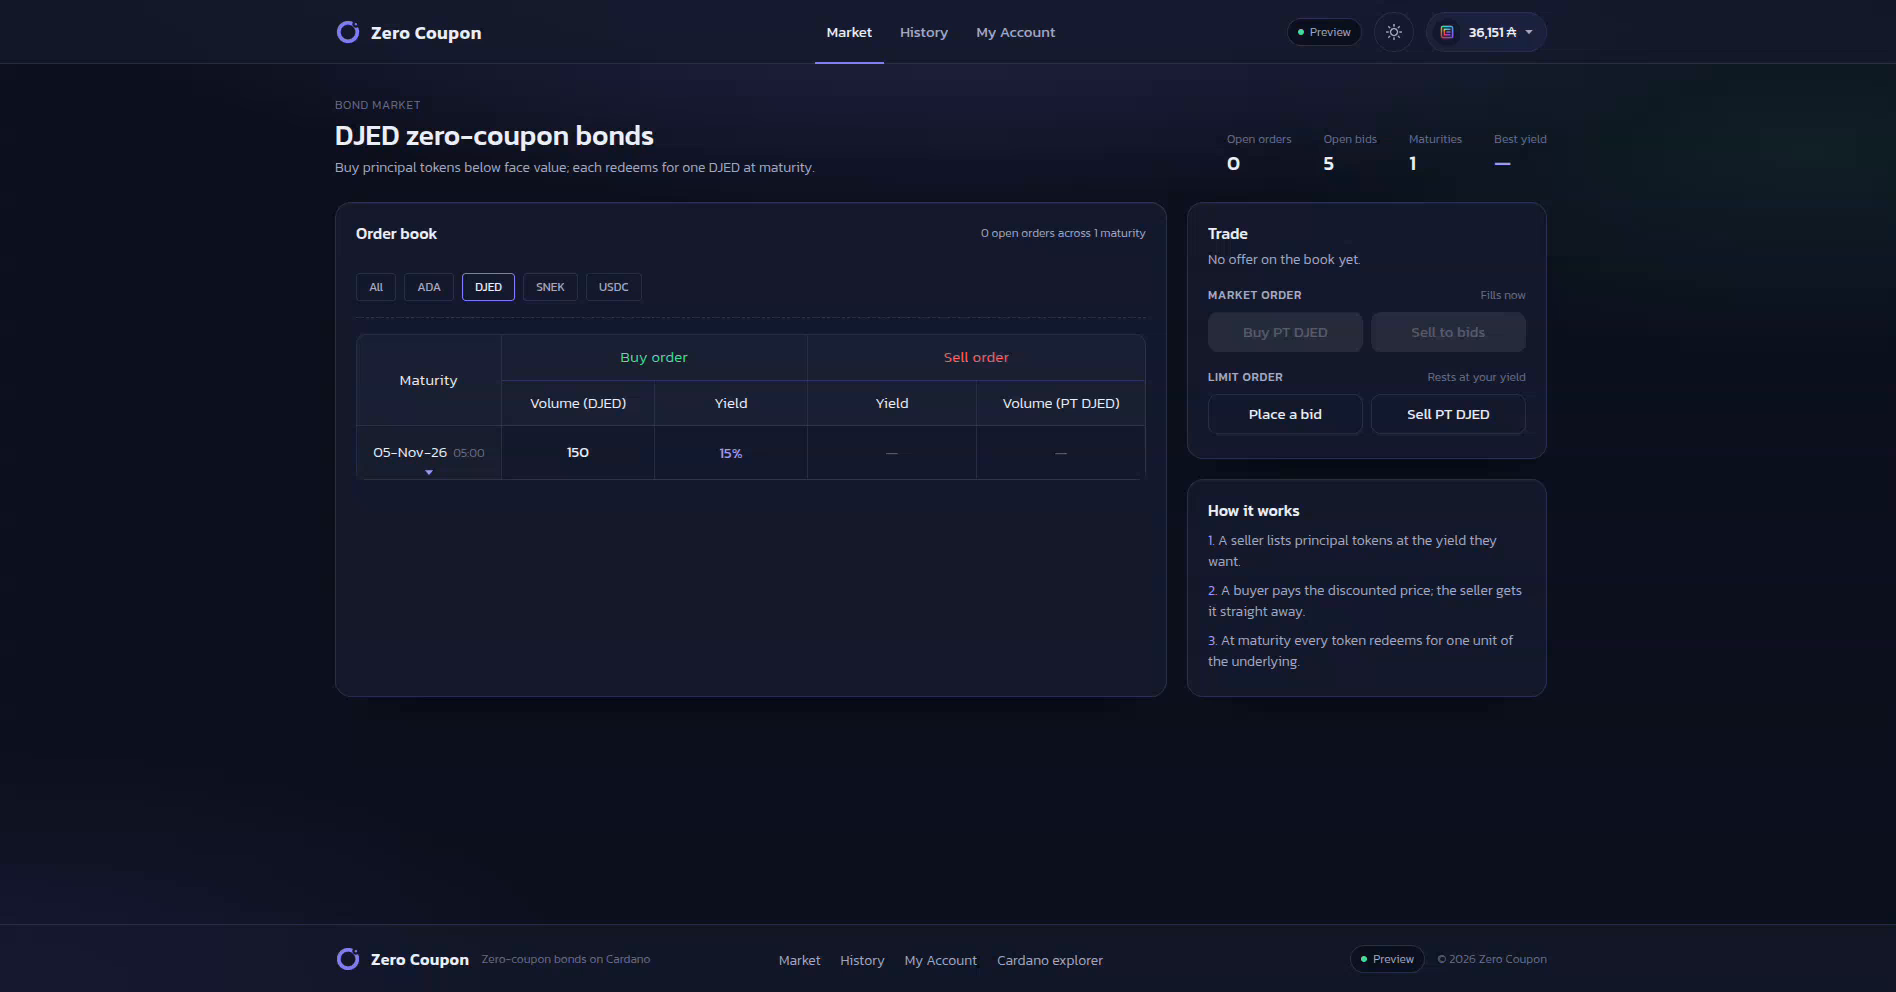 Zero Coupon
Market
History
My Account
Preview
36,151 ₳
BOND MARKET
DJED zero-coupon bonds
Buy principal tokens below face value; each redeems for one DJED at maturity.
Open orders
0
Open bids
5
Maturities
1
Best yield
—
Order book
0 open orders across 1 maturity
All
ADA
DJED
SNEK
USDC
Maturity
Buy order
Sell order
Volume (DJED)
Yield
Yield
Volume (PT DJED)
05-Nov-26 05:00
150
15%
—
—
Trade
No offer on the book yet.
MARKET ORDER
Fills now
Buy PT DJED
Sell to bids
LIMIT ORDER
Rests at your yield
Place a bid
Sell PT DJED
How it works
1. A seller lists principal tokens at the yield they
want.
2. A buyer pays the discounted price; the seller gets
it straight away.
3. At maturity every token redeems for one unit of
the underlying.
Zero Coupon
Zero-coupon bonds on Cardano
Market
History
My Account
Cardano explorer
Preview
© 2026 Zero Coupon